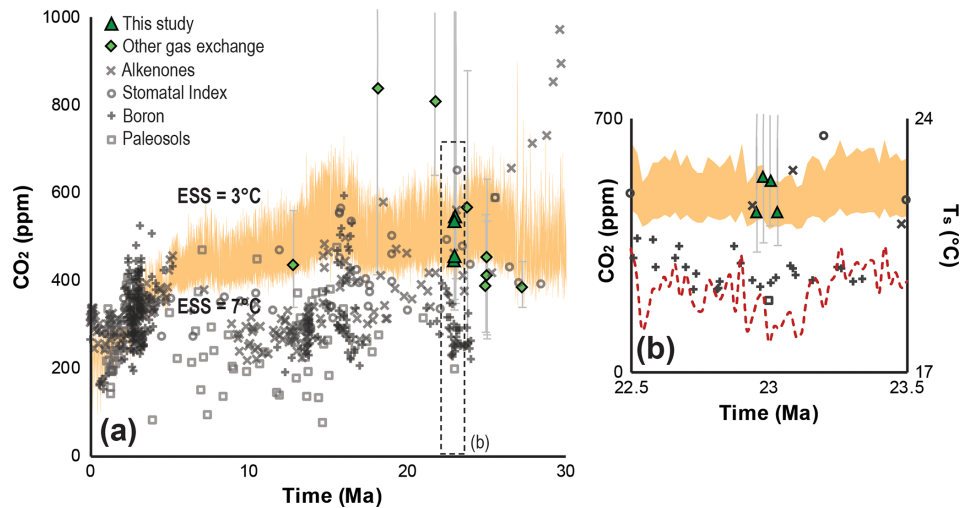 1000
800
600
400
200
0
CO₂ (ppm)
This study
Other gas exchange
Alkenones
Stomatal Index
Boron
Paleosols
ESS = 3°C
ESS = 7°C
(a)
(b)
0
10
20
30
Time (Ma)
700
0
CO₂ (ppm)
24
17
Tₛ (°C)
(b)
22.5
23
23.5
Time (Ma)